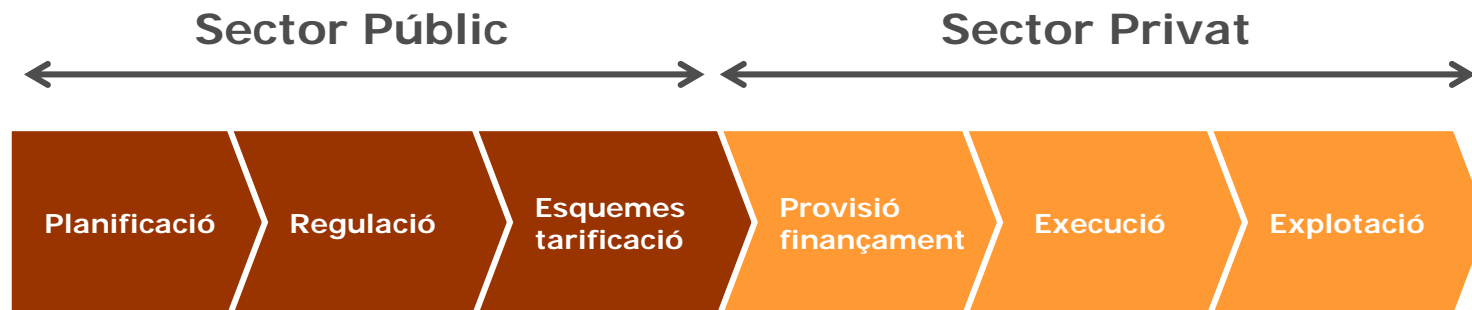 Sector Públic
Sector Privat
Planificació
Regulació
Esquemes
tarificació
Provisió
finançament
Execució
Explotació